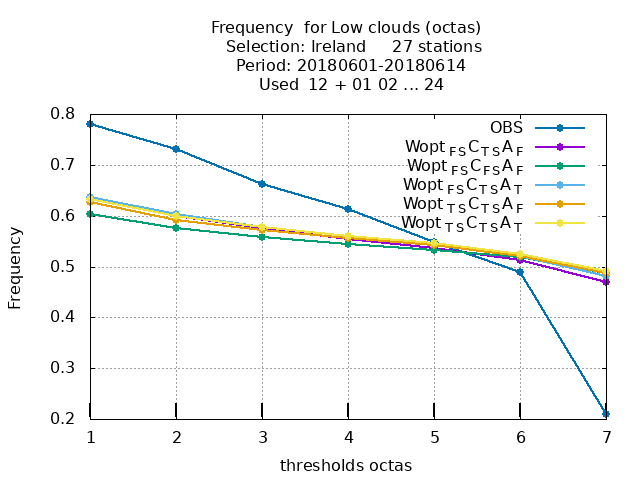 Frequency  for Low clouds (octas)
Selection: Ireland     27 stations
Period: 20180601-20180614
Used  12 + 01 02 ... 24
OBS
Wopt FS C TS A F
Wopt FS C FS A F
Wopt FS C TS A T
Wopt TS C TS A F
Wopt TS C TS A T
0.8
0.7
0.6
0.5
0.4
0.3
0.2
Frequency
1 2 3 4 5 6 7
thresholds octas